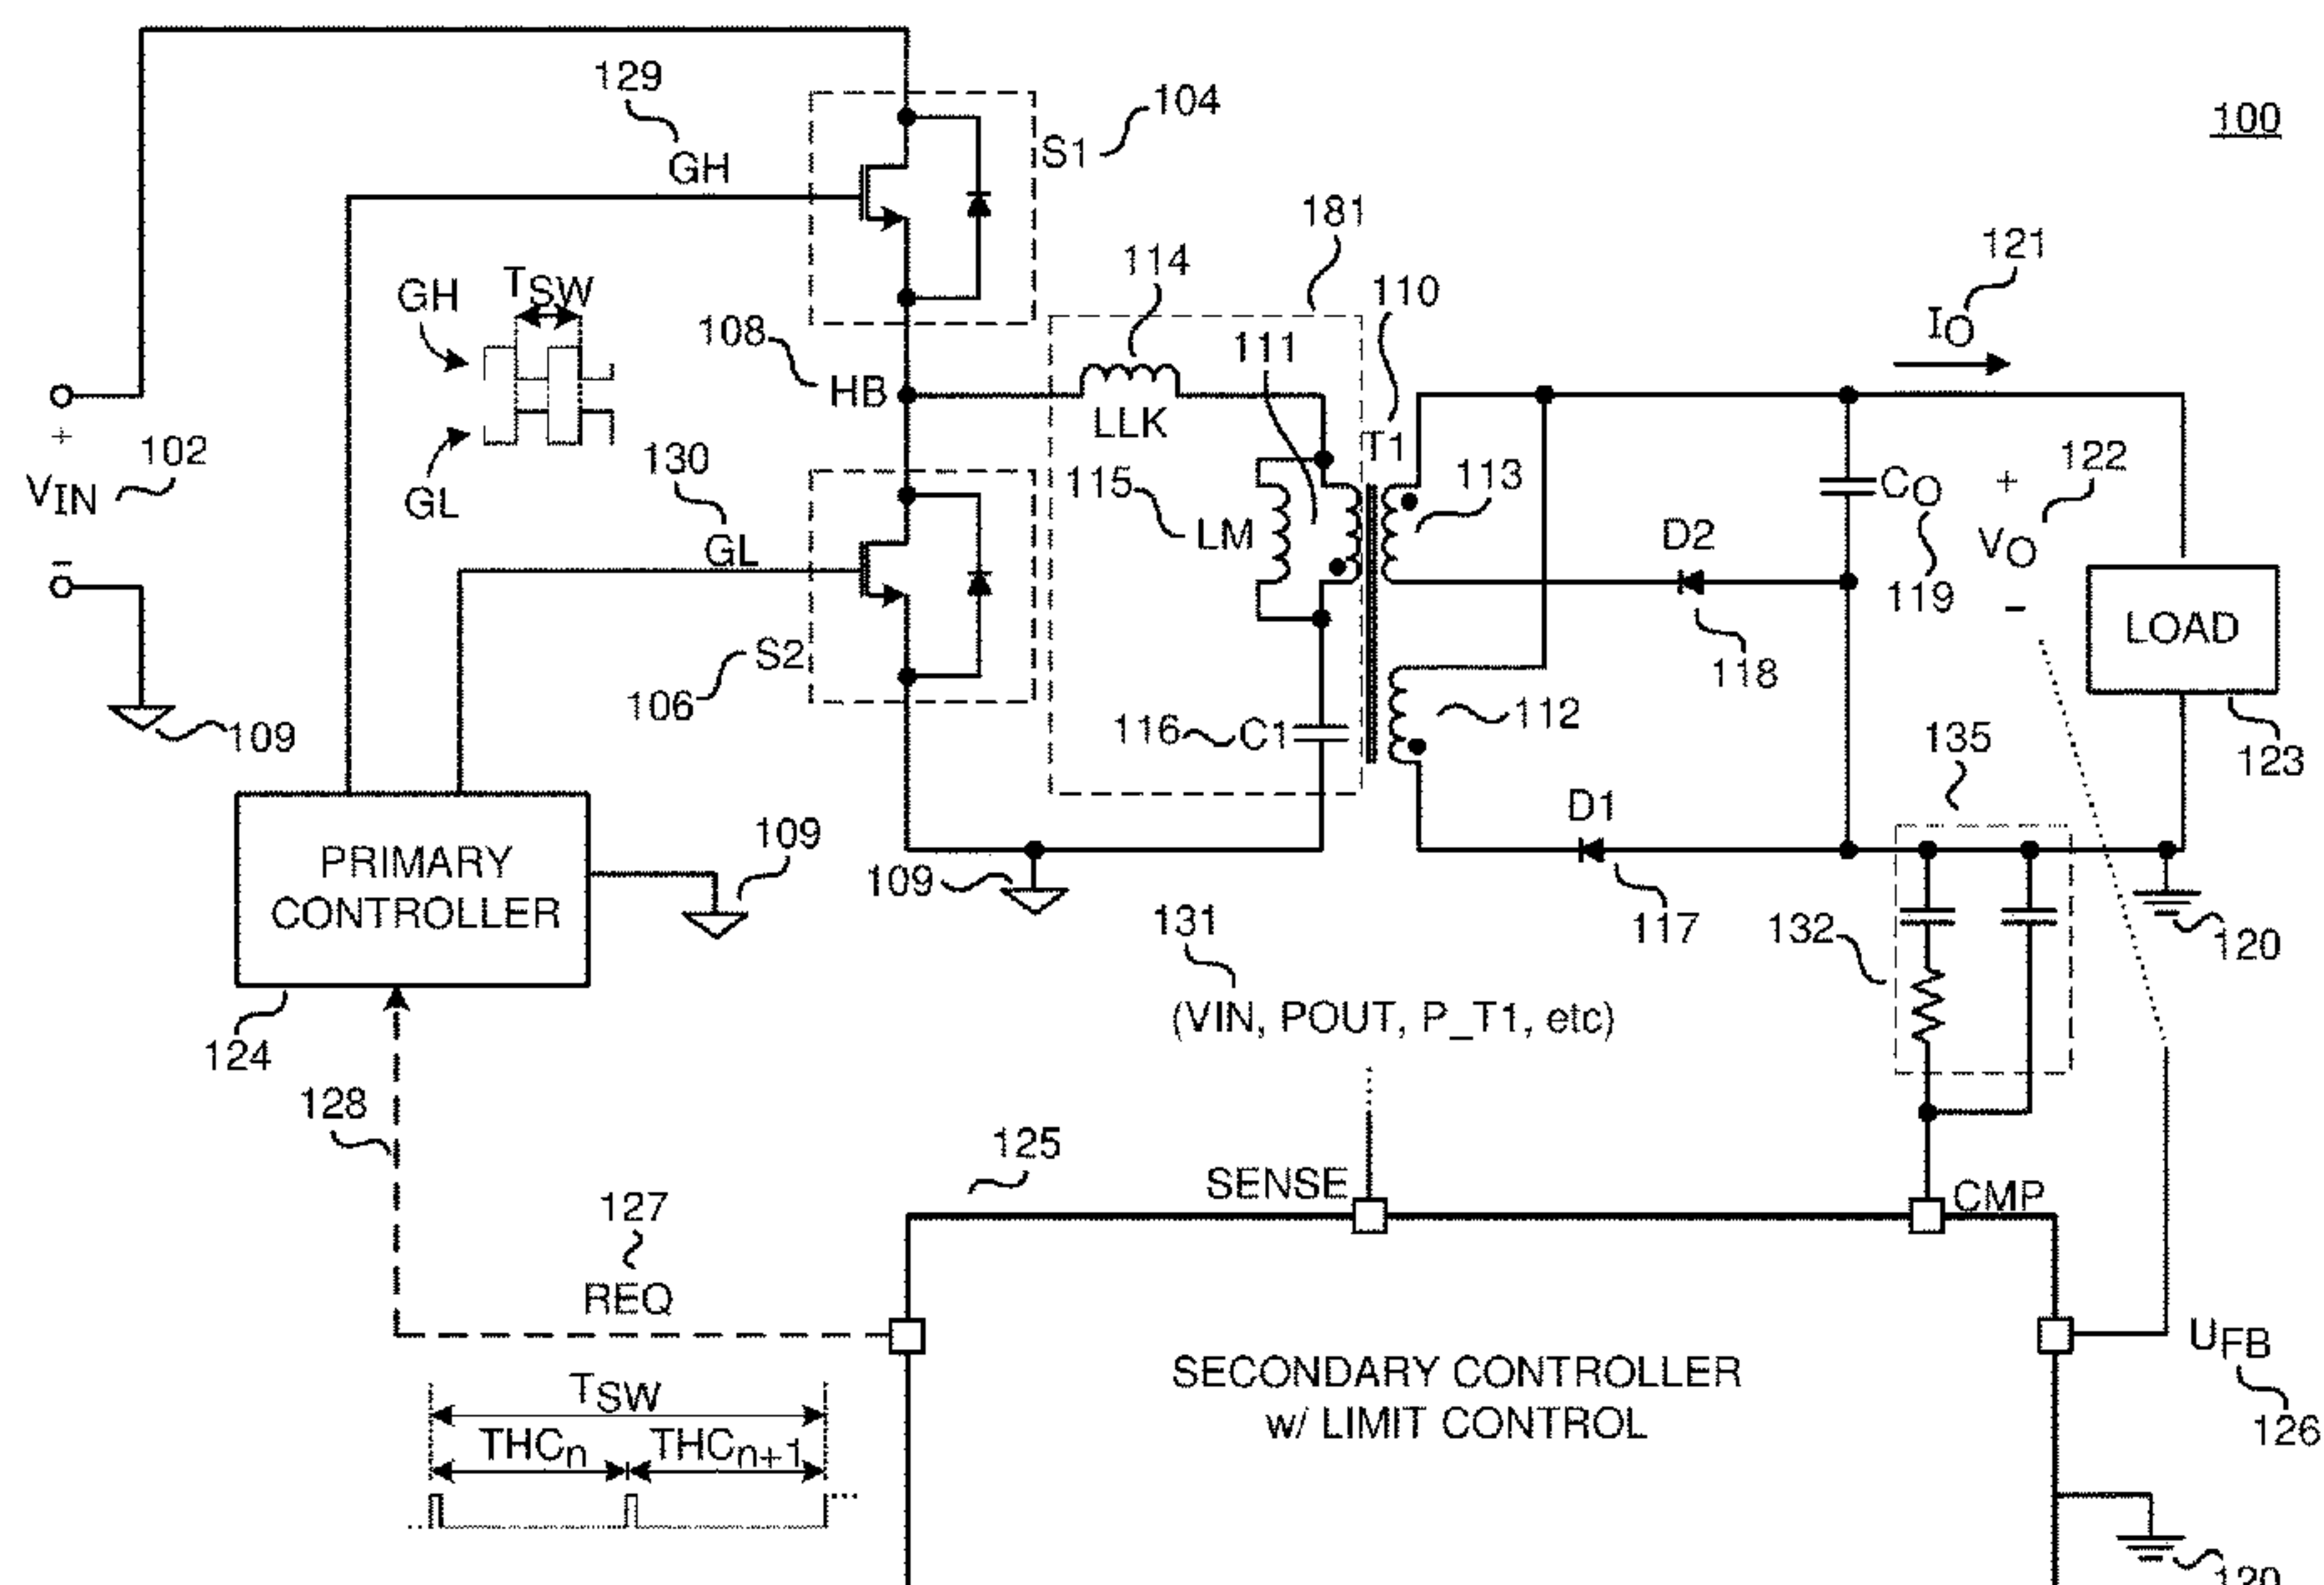 129
104
100
GH
S1
181
121
114
110
GH
TSW
IO
108
111
HB
LLK
T1
+
102
130
122
VIN
115
113
CO
+
GL
GL
LM
D2
VO
119
–
–
LOAD
S2
118
106
112
109
116
C1
135
123
D1
109
PRIMARY
CONTROLLER
109
131
117
132
120
(VIN, POUT, P_T1, etc)
124
128
125
SENSE
CMP
127
REQ
UFB
SECONDARY CONTROLLER
w/ LIMIT CONTROL
TSW
126
THCn
THCn+1
120